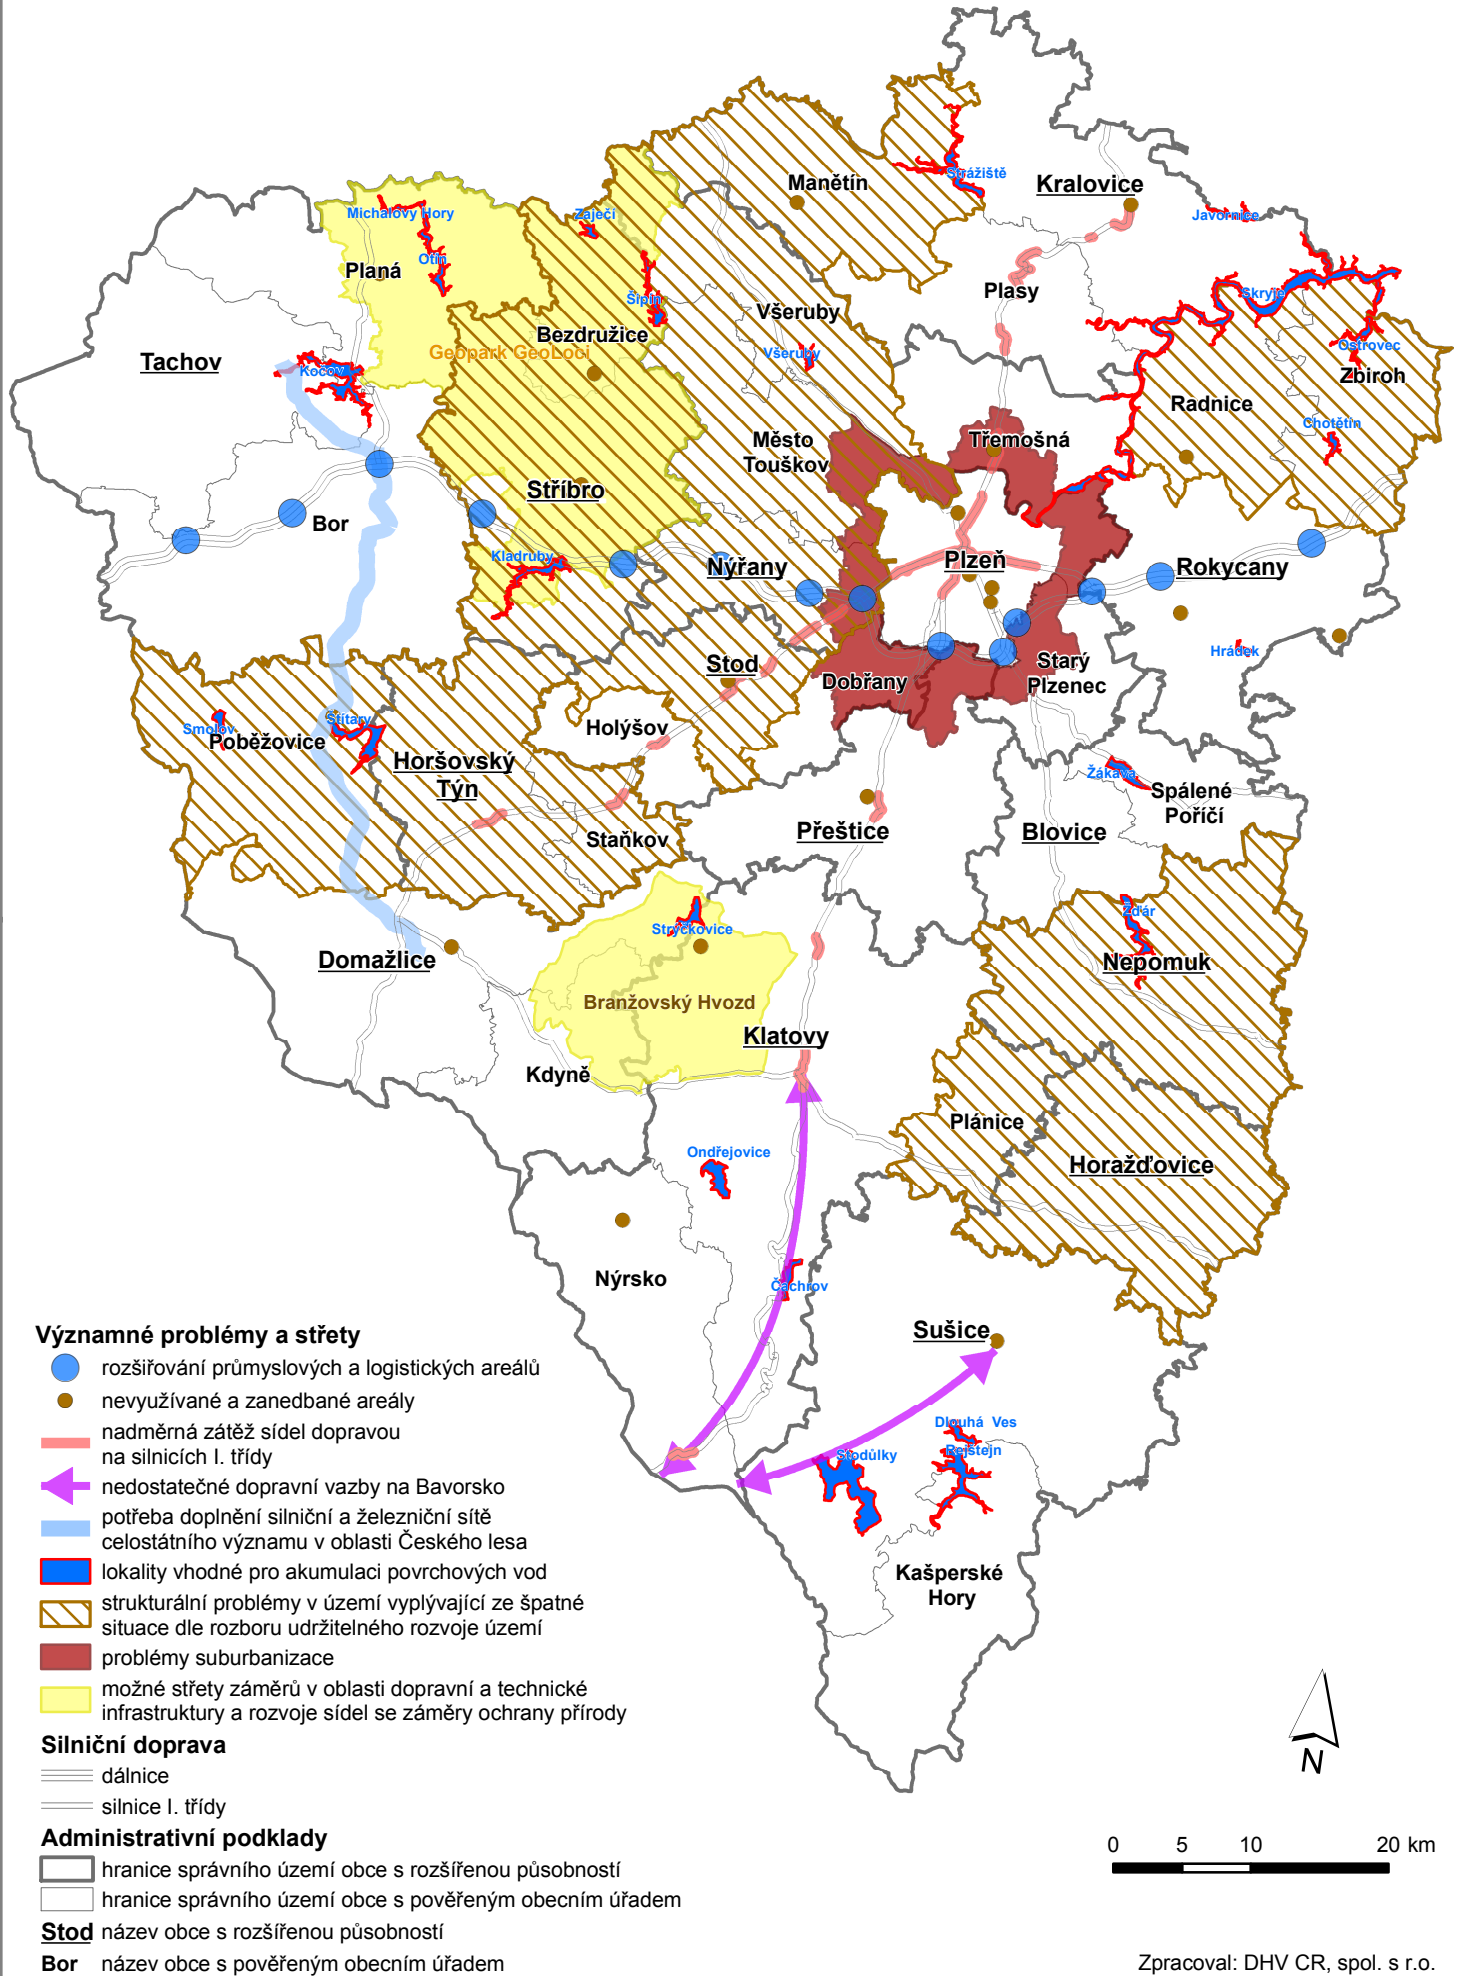 Strážiště
Manětín
Kralovice
Michalovy Hory
Zaječí
Javornice
Planá
Otín
Plasy
Skryje
Šipín
Všeruby
Bezdružice
Ostrovec
Geopark GeoLoci
Všeruby
Tachov
Kočov
Zbiroh
Radnice
Chotětín
Město
Touškov
Třemošná
Stříbro
Bor
Kladruby
Nýřany
Plzeň
Rokycany
Hrádek
Stod
Starý
Plzenec
Dobřany
Smolov
Štítary
Poběžovice
Holýšov
Horšovský
Týn
Žákava
Spálené
Poříčí
Staňkov
Přeštice
Blovice
Žďár
Strýčkovice
Domažlice
Nepomuk
Branžovský Hvozd
Klatovy
Kdyně
Plánice
Ondřejovice
Horažďovice
Nýrsko
Čachrov
Sušice
Dlouhá Ves
Rejštejn
Stodůlky
Kašperské
Hory
Významné problémy a střety
rozšiřování průmyslových a logistických areálů
nevyužívané a zanedbané areály
nadměrná zátěž sídel dopravou
na silnicích I. třídy
nedostatečné dopravní vazby na Bavorsko
potřeba doplnění silniční a železniční sítě
celostátního významu v oblasti Českého lesa
lokality vhodné pro akumulaci povrchových vod
strukturální problémy v území vyplývající ze špatné
situace dle rozboru udržitelného rozvoje území
problémy suburbanizace
možné střety záměrů v oblasti dopravní a technické
infrastruktury a rozvoje sídel se záměry ochrany přírody
Silniční doprava
dálnice
silnice I. třídy
Administrativní podklady
hranice správního území obce s rozšířenou působností
hranice správního území obce s pověřeným obecním úřadem
Stod název obce s rozšířenou působností
Bor název obce s pověřeným obecním úřadem
N
0 5 10 20 km
Zpracoval: DHV CR, spol. s r.o.